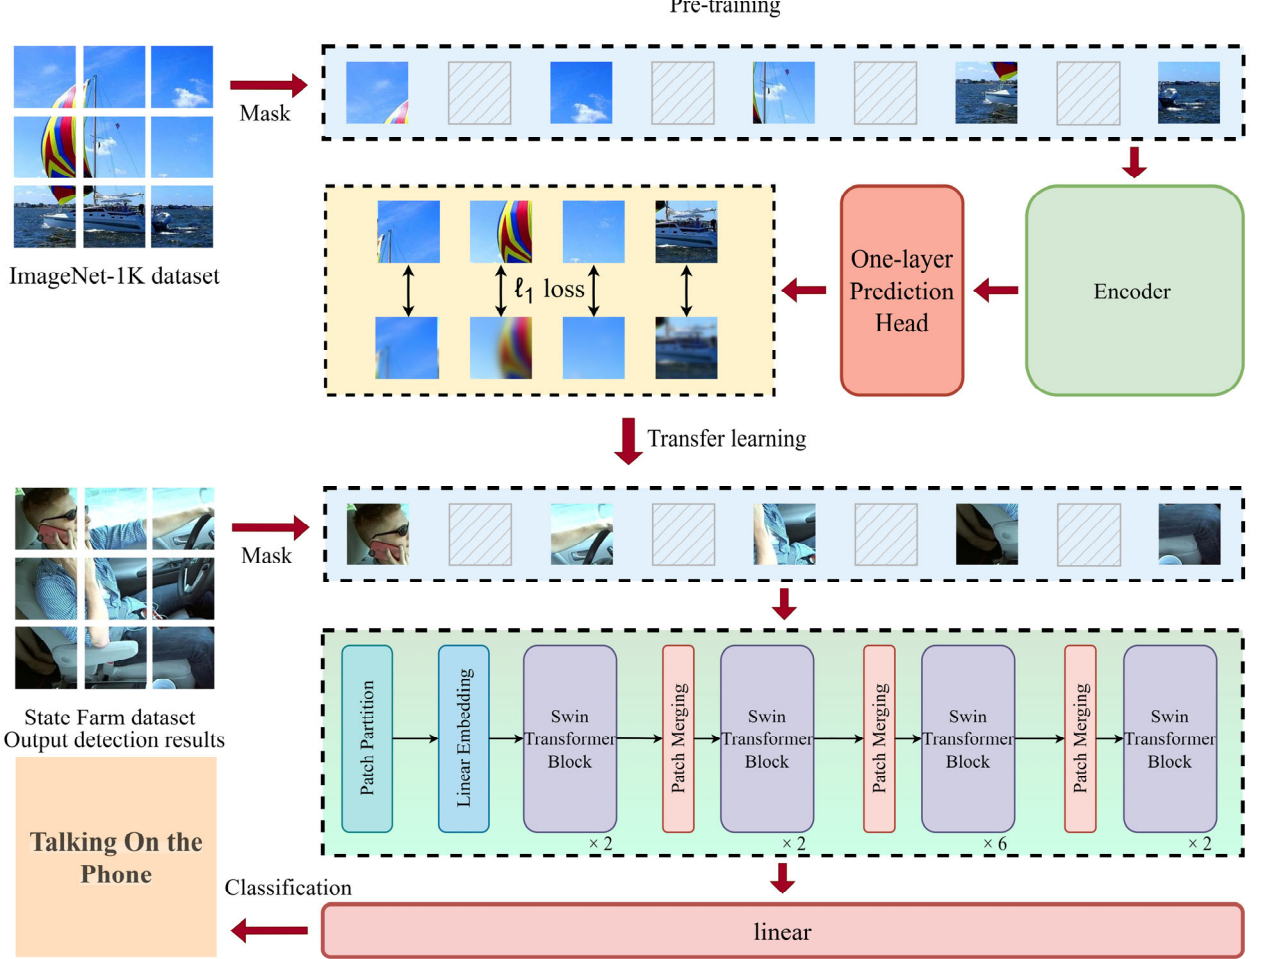 Pre-training
Mask
ImageNet-1K dataset
ℓ1 loss
One-layer
Prediction
Head
Encoder
Transfer learning
Mask
State Farm dataset
Output detection results
Patch Partition
Linear Embedding
Swin
Transformer
Block
× 2
Patch Merging
Swin
Transformer
Block
× 2
Patch Merging
Swin
Transformer
Block
× 6
Patch Merging
Swin
Transformer
Block
× 2
Talking On the
Phone
Classification
linear